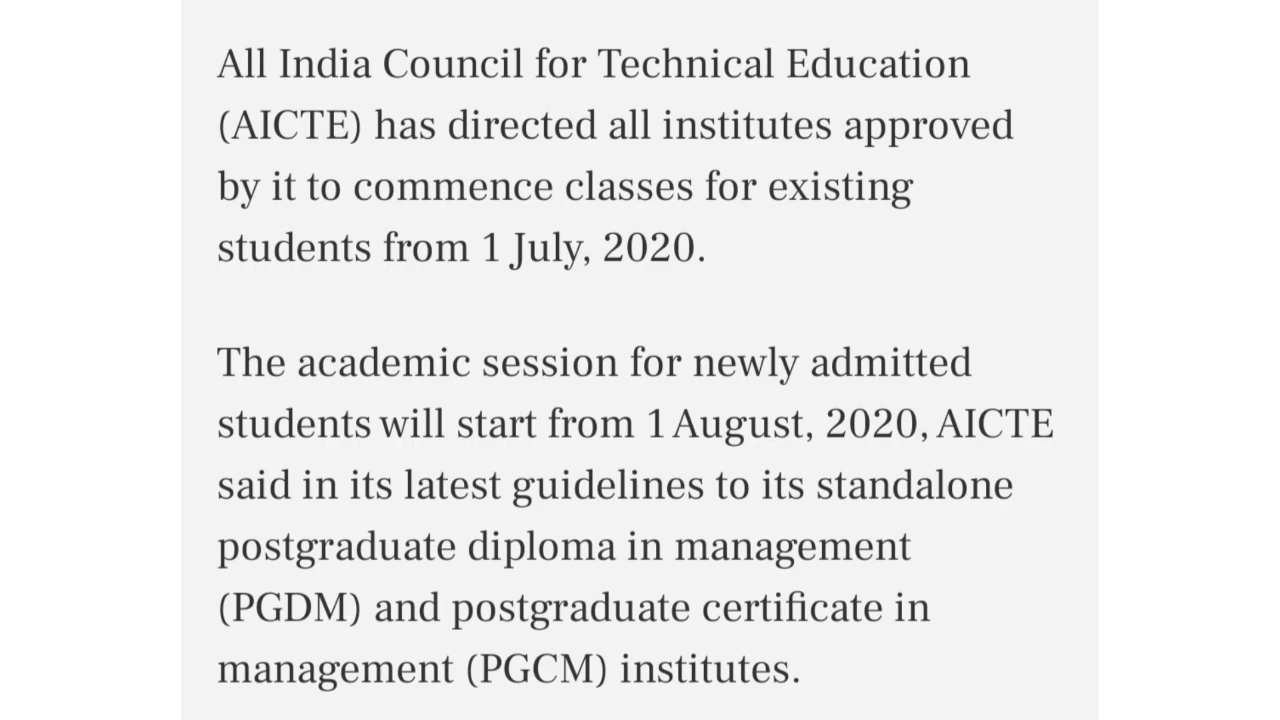 All India Council for Technical Education
(AICTE) has directed all institutes approved
by it to commence classes for existing
students from 1 July, 2020.
The academic session for newly admitted
students will start from 1 August, 2020, AICTE
said in its latest guidelines to its standalone
postgraduate diploma in management
(PGDM) and postgraduate certificate in
management (PGCM) institutes.